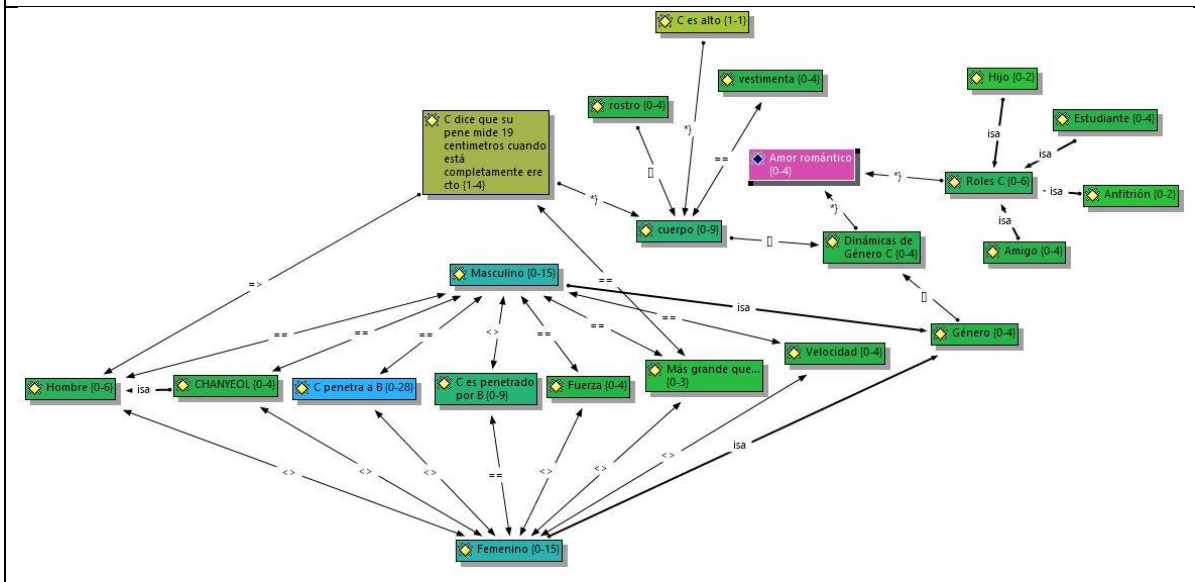 C es alto {1-1}
vestimenta {0-4}
rostro {0-4}
Hijo {0-2}
C dice que su
pene mide 19
centimetros cuando
está
completamente ere
cto {1-4}
Estudiante {0-4}
*}
==
isa
isa
[]
Amor romántico
{0-4}
*}
Roles C {0-6}
isa
Anfitrión {0-2}
*}
*}
isa
cuerpo {0-9}
[]
Dinámicas de
Género C {0-4}
Amigo {0-4}
=>
==
Masculino {0-15}
[]
isa
==
==
==
<>
==
==
==
Género {0-4}
Velocidad {0-4}
Hombre {0-6}
isa
CHANYEOL {0-4}
C penetra a B {0-28}
C es penetrado
por B {0-9}
Fuerza {0-4}
Más grande que...
{0-3}
isa
<>
<>
<>
==
<>
<>
<>
Femenino {0-15}